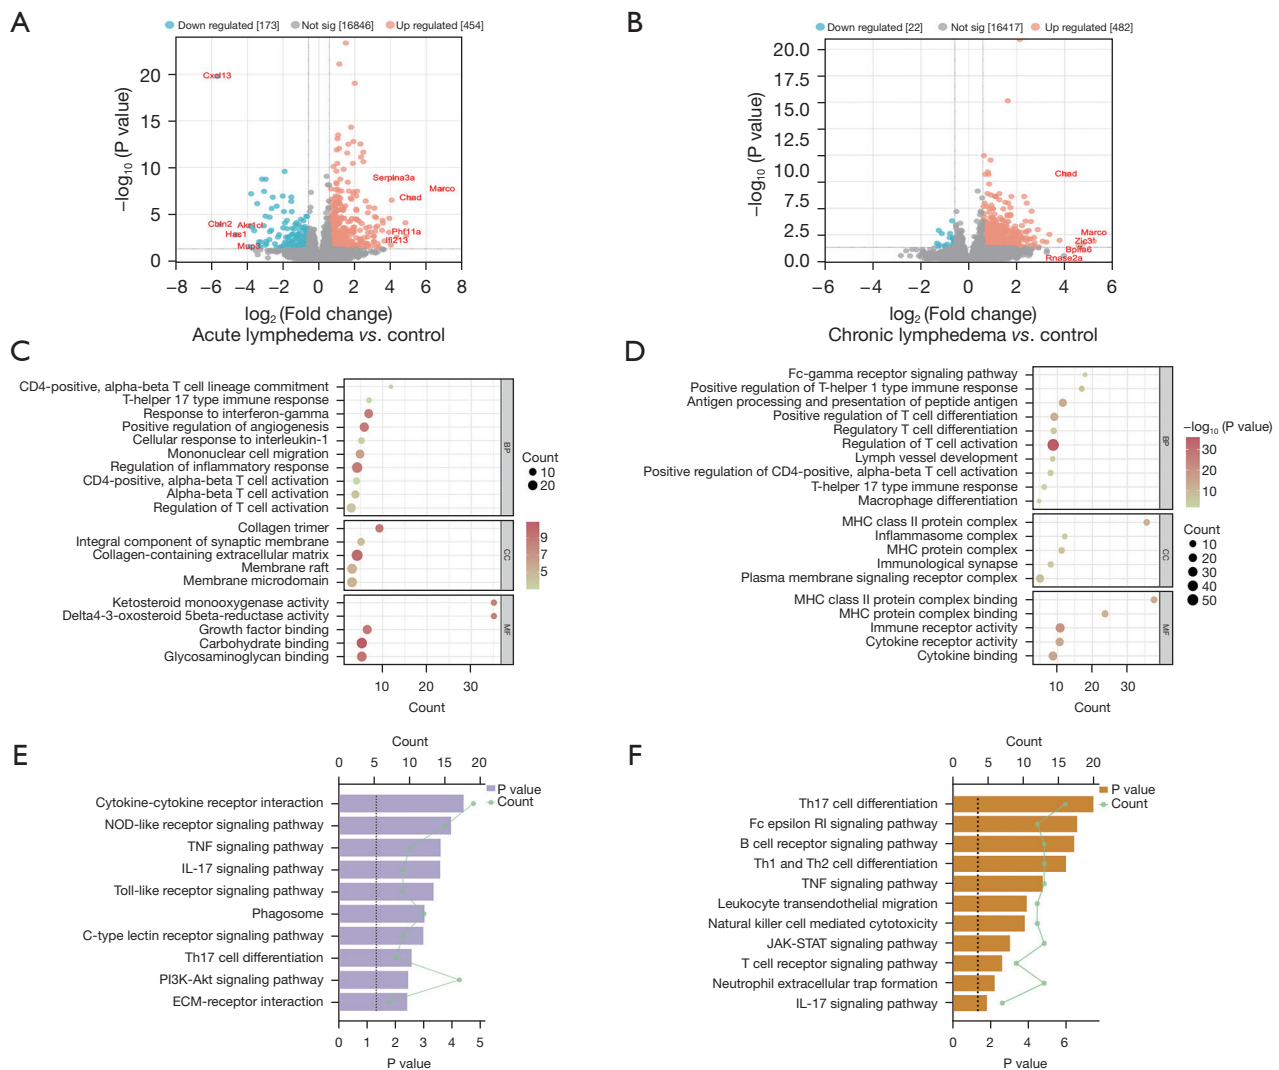 A
Down regulated [173] Not sig [16846] Up regulated [454]
−log10 (P value)
20
15
10
5
0
Cxcl13
Serpina3a
Marco
Chad
Phf11a
Ifi213
Akr1cl
Has1
Mup3
−8 −6 −4 −2 0 2 4 6 8
log2 (Fold change)
Acute lymphedema vs. control
B
Down regulated [22] Not sig [16417] Up regulated [482]
−log10 (P value)
20.0
17.5
15.0
12.5
10.0
7.5
5.0
2.5
0.0
Chad
Marco
Bpifa6
Rnase2a
−6 −4 −2 0 2 4 6
log2 (Fold change)
Chronic lymphedema vs. control
C
CD4-positive, alpha-beta T cell lineage commitment
T-helper 17 type immune response
Response to interferon-gamma
Positive regulation of angiogenesis
Cellular response to interleukin-1
Mononuclear cell migration
Regulation of inflammatory response
CD4-positive, alpha-beta T cell activation
Alpha-beta T cell activation
Regulation of T cell activation
BP
Collagen trimer
Integral component of synaptic membrane
Collagen-containing extracellular matrix
Membrane raft
Membrane microdomain
CC
Ketosteroid monooxygenase activity
Delta4-3-oxosteroid 5beta-reductase activity
Growth factor binding
Carbohydrate binding
Glycosaminoglycan binding
MF
10 20 30
Count
Count
10
20
9
7
5
D
Fc-gamma receptor signaling pathway
Positive regulation of T-helper 1 type immune response
Antigen processing and presentation of peptide antigen
Positive regulation of T cell differentiation
Regulatory T cell differentiation
Regulation of T cell activation
Lymph vessel development
Positive regulation of CD4-positive, alpha-beta T cell activation
T-helper 17 type immune response
Macrophage differentiation
BP
MHC class II protein complex
Inflammasome complex
MHC protein complex
Immunological synapse
Plasma membrane signaling receptor complex
CC
MHC class II protein complex binding
MHC protein complex binding
Immune receptor activity
Cytokine receptor activity
Cytokine binding
MF
10 20 30
Count
−log10 (P value)
30
20
10
Count
10
20
30
40
50
E
Count
0 5 10 15 20
P value
Count
Cytokine-cytokine receptor interaction
NOD-like receptor signaling pathway
TNF signaling pathway
IL-17 signaling pathway
Toll-like receptor signaling pathway
Phagosome
C-type lectin receptor signaling pathway
Th17 cell differentiation
PI3K-Akt signaling pathway
ECM-receptor interaction
0 1 2 3 4 5
P value
F
Count
0 5 10 15 20
P value
Count
Th17 cell differentiation
Fc epsilon RI signaling pathway
B cell receptor signaling pathway
Th1 and Th2 cell differentiation
TNF signaling pathway
Leukocyte transendothelial migration
Natural killer cell mediated cytotoxicity
JAK-STAT signaling pathway
T cell receptor signaling pathway
Neutrophil extracellular trap formation
IL-17 signaling pathway
0 2 4 6
P value